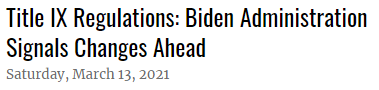 Title IX Regulations: Biden Administration
Signals Changes Ahead
Saturday, March 13, 2021